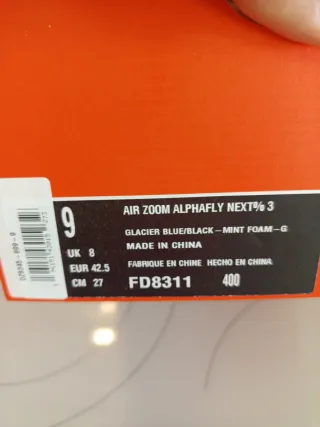 9
AIR ZOOM ALPHAFLY NEXT% 3
GLACIER BLUE/BLACK-MINT FOAM-G
UK 8
MADE IN CHINA
EUR 42.5
FABRIQUE EN CHINE HECHO EN CHINA
CM 27
FD8311 400